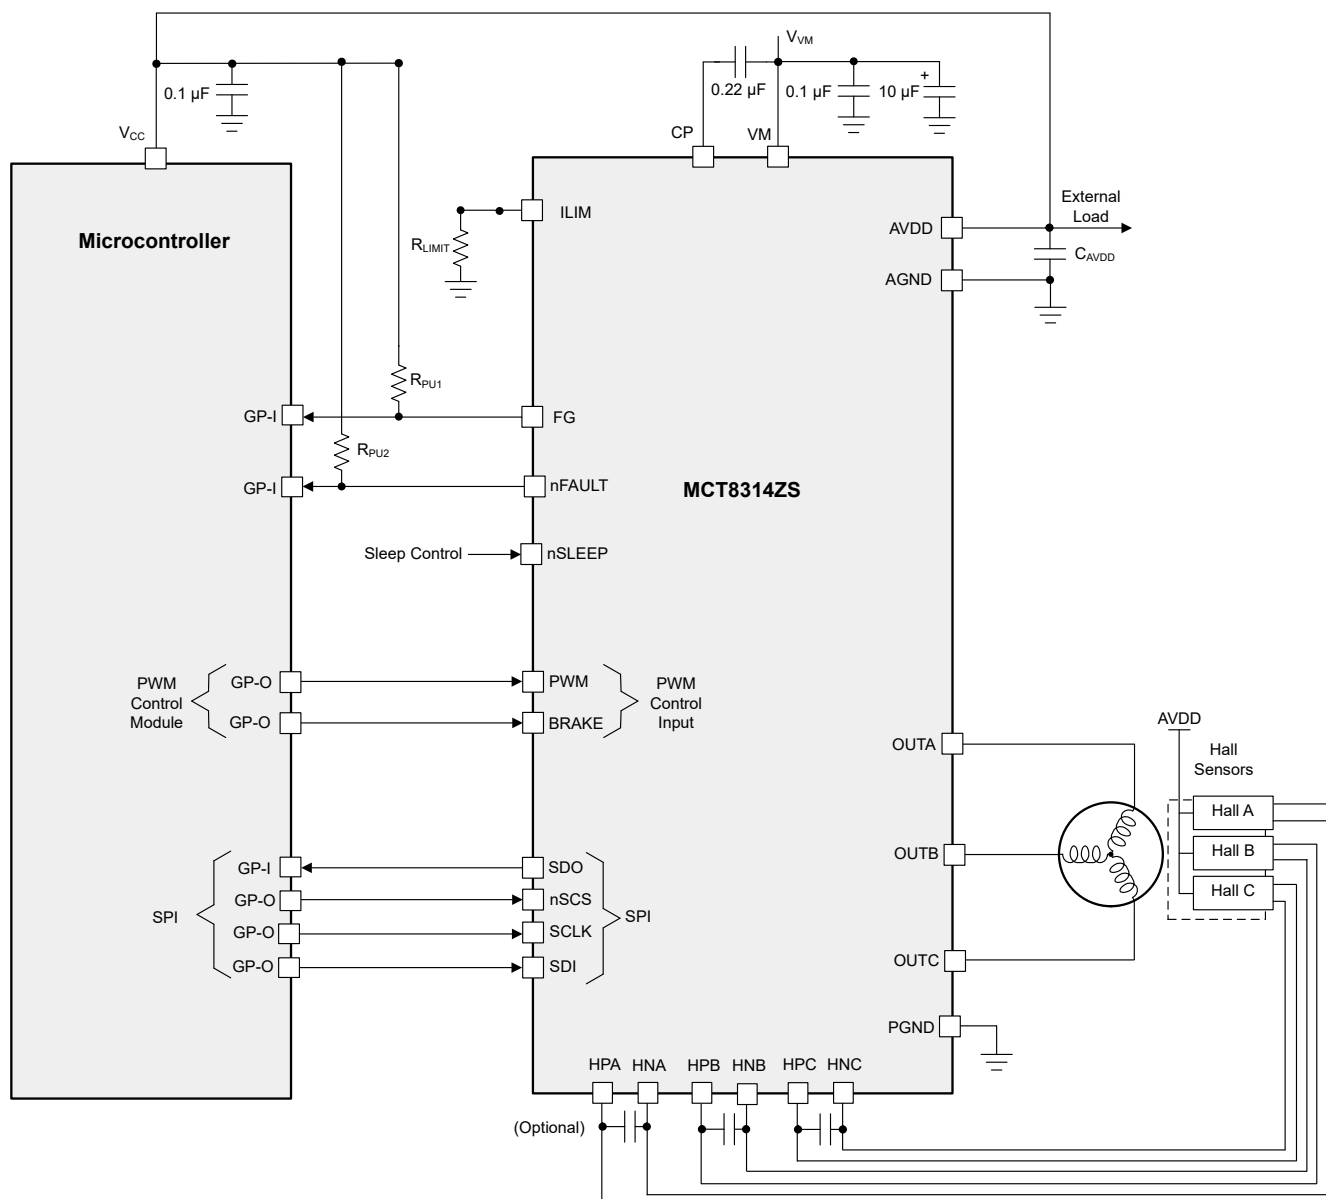 V_VM
+
0.1 µF
0.22 µF
0.1 µF
10 µF
V_CC
CP
VM
ILIM
R_LIMIT
Microcontroller
External
Load
AVDD
C_AVDD
AGND
R_PU1
GP-I
FG
R_PU2
GP-I
nFAULT
MCT8314ZS
Sleep Control
nSLEEP
PWM
Control
Module
GP-O
GP-O
PWM
BRAKE
PWM
Control
Input
AVDD
Hall
Sensors
OUTA
Hall A
OUTB
Hall B
Hall C
SPI
GP-I
GP-O
GP-O
GP-O
SDO
nSCS
SCLK
SDI
SPI
OUTC
PGND
HPA
HNA
HPB
HNB
HPC
HNC
(Optional)